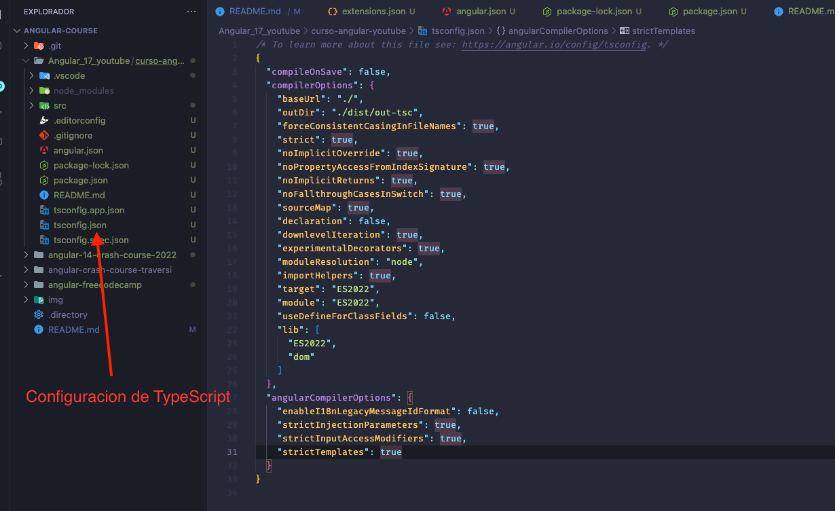 EXPLORADOR ...
ANGULAR-COURSE
.git
Angular_17_youtube/curso-ang...
.vscode
node_modules
src
.editorconfig U
.gitignore U
angular.json U
package-lock.json U
package.json U
README.md U
tsconfig.app.json U
tsconfig.json U
json U
angular-14-crash-course-2022
angular-crash-course-traversi
angular-freecodecamp
img
.directory
README.md M
Configuracion de TypeScript
README.md / M
extensions.json U
angular.json U
package-lock.json U
package.json U
README.m
Angular_17_youtube > curso-angular-youtube > tsconfig.json > {} angularCompilerOptions > strictTemplates
/* To learn more about this file see: https://angular.io/config/tsconfig. */
{
"compileOnSave": false,
"compilerOptions": {
"baseUrl": "./",
"outDir": "./dist/out-tsc",
"forceConsistentCasingInFileNames": true,
"strict": true,
"noImplicitOverride": true,
"noPropertyAccessFromIndexSignature": true,
"noImplicitReturns": true,
"noFallthroughCasesInSwitch": true,
"sourceMap": true,
"declaration": false,
"downlevelIteration": true,
"experimentalDecorators": true,
"moduleResolution": "node",
"importHelpers": true,
"target": "ES2022",
"module": "ES2022",
"useDefineForClassFields": false,
"lib": [
"ES2022",
"dom"
]
},
"angularCompilerOptions": {
"enableI18nLegacyMessageIdFormat": false,
"strictInjectionParameters": true,
"strictInputAccessModifiers": true,
31 "strictTemplates": true
}
}